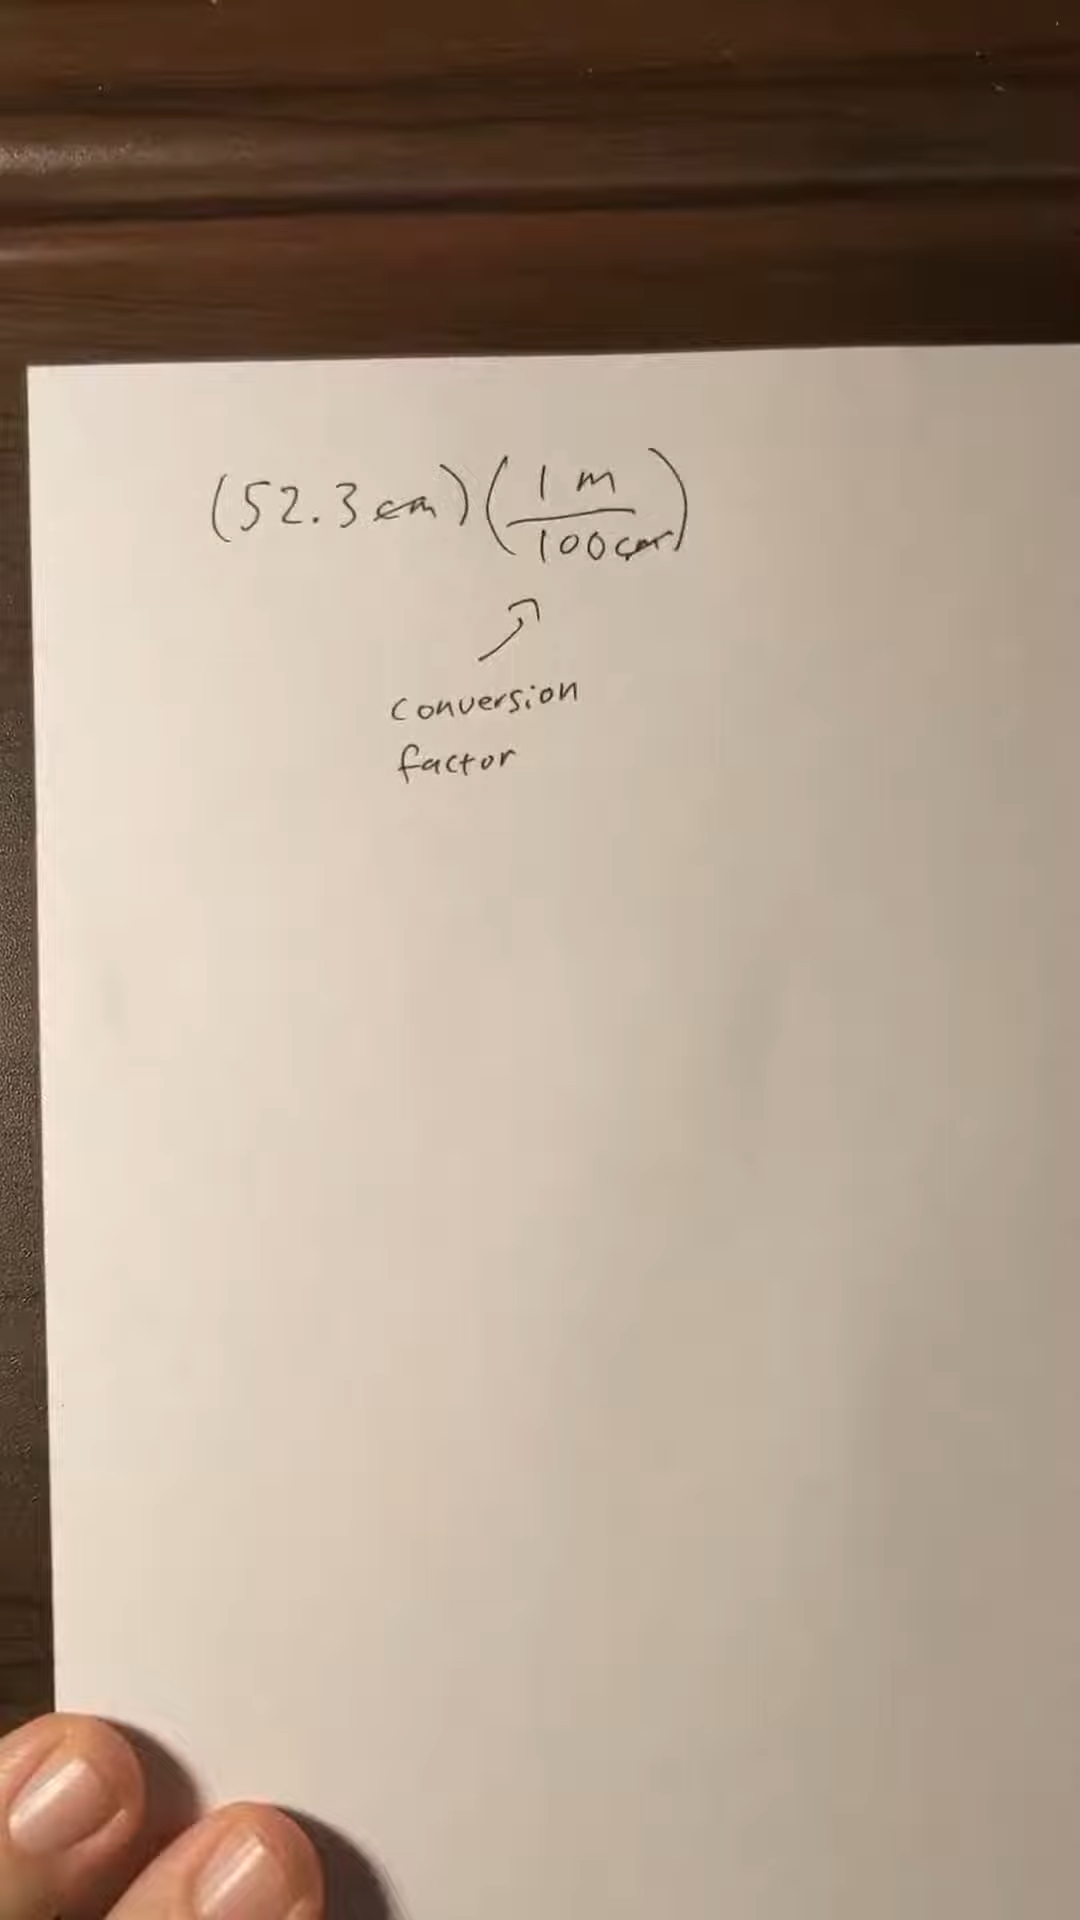 (52.3 cm) (1 m / 100 cm)
conversion
factor